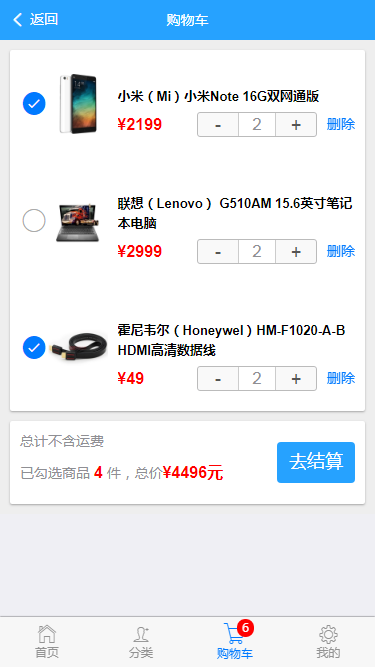 返回
购物车
小米（Mi）小米Note 16G双网通版
¥2199 - 2 + 删除
联想（Lenovo） G510AM 15.6英寸笔记
本电脑
¥2999 - 2 + 删除
霍尼韦尔（Honeywel）HM-F1020-A-B
HDMI高清数据线
¥49 - 2 + 删除
总计不含运费
已勾选商品 4 件，总价¥4496元
去结算
6
首页 分类 购物车 我的